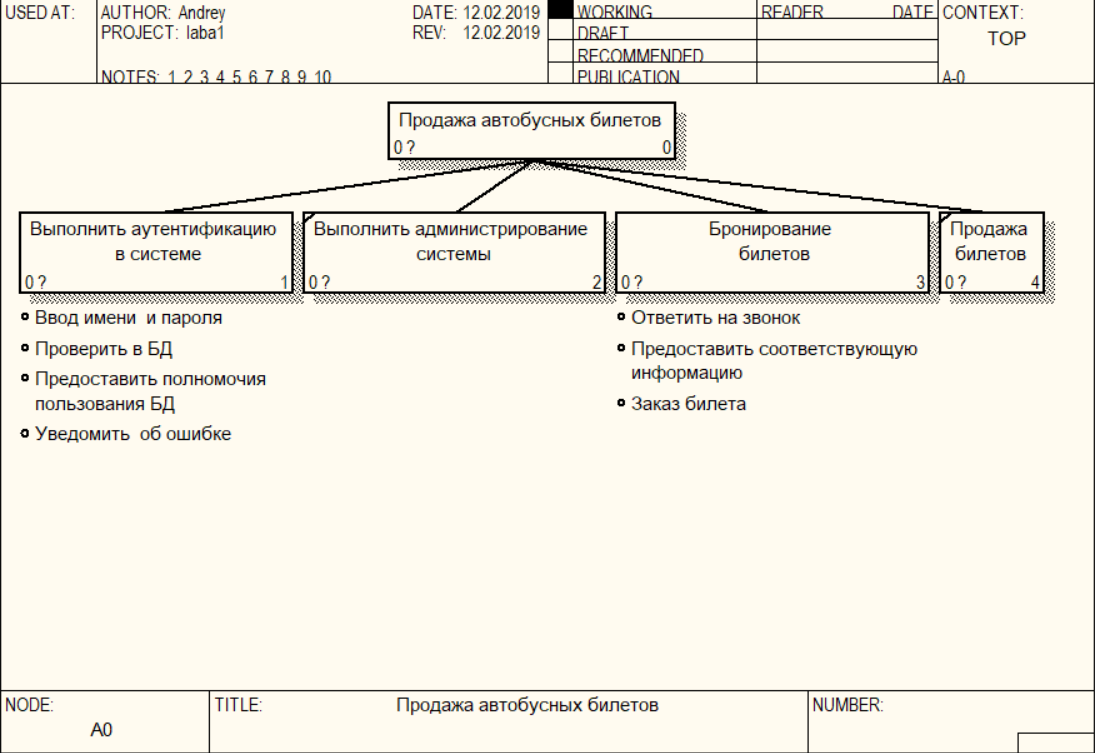 USED AT:
AUTHOR: Andrey
DATE: 12.02.2019
PROJECT: laba1
REV: 12.02.2019
NOTES: 1 2 3 4 5 6 7 8 9 10
WORKING
DRAFT
RECOMMENDED
PUBLICATION
READER
DATE
CONTEXT:
TOP
A-0
Продажа автобусных билетов
0 ?
0
Выполнить аутентификацию
в системе
0 ?
1
Выполнить администрирование
системы
0 ?
2
Бронирование
билетов
0 ?
3
Продажа
билетов
0 ?
4
Ввод имени и пароля
Проверить в БД
Предоставить полномочия
пользования БД
Уведомить об ошибке
Ответить на звонок
Предоставить соответствующую
информацию
Заказ билета
NODE:
A0
TITLE:
Продажа автобусных билетов
NUMBER: